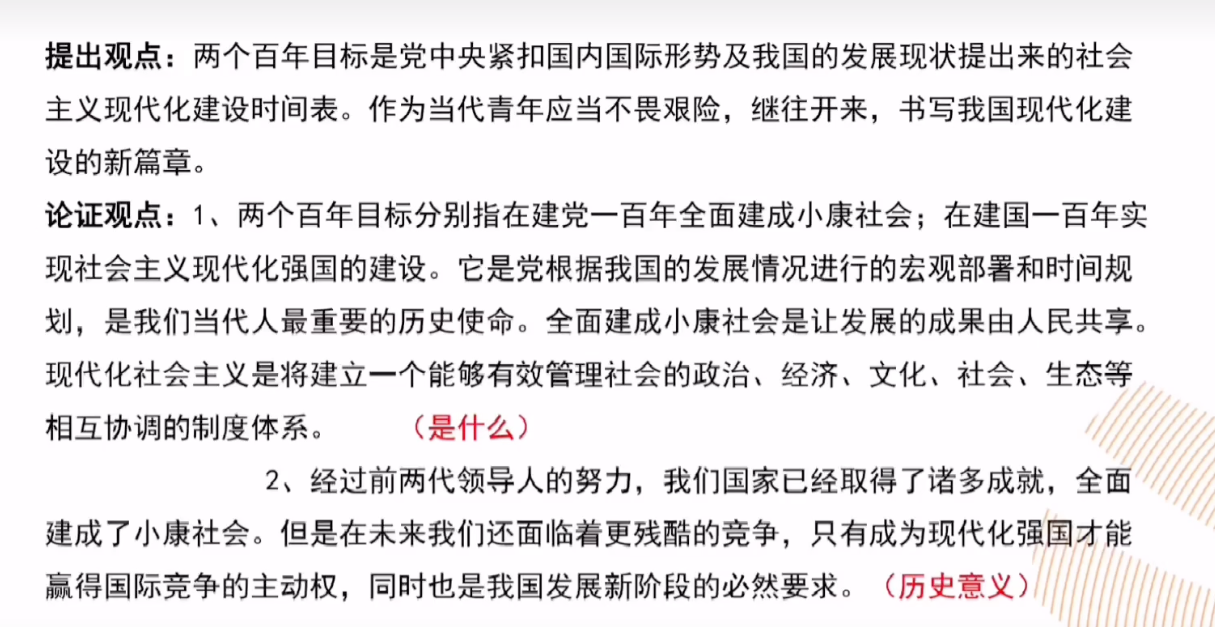 提出观点：两个百年目标是党中央紧扣国内国际形势及我国的发展现状提出来的社会
主义现代化建设时间表。作为当代青年应当不畏艰险，继往开来，书写我国现代化建
设的新篇章。
论证观点：1、两个百年目标分别指在建党一百年全面建成小康社会；在建国一百年实
现社会主义现代化强国的建设。它是党根据我国的发展情况进行的宏观部署和时间规
划，是我们当代人最重要的历史使命。全面建成小康社会是让发展的成果由人民共享。
现代化社会主义是将建立一个能够有效管理社会的政治、经济、文化、社会、生态等
相互协调的制度体系。 （是什么）
2、经过前两代领导人的努力，我们国家已经取得了诸多成就，全面
建成了小康社会。但是在未来我们还面临着更残酷的竞争，只有成为现代化强国才能
赢得国际竞争的主动权，同时也是我国发展新阶段的必然要求。（历史意义）